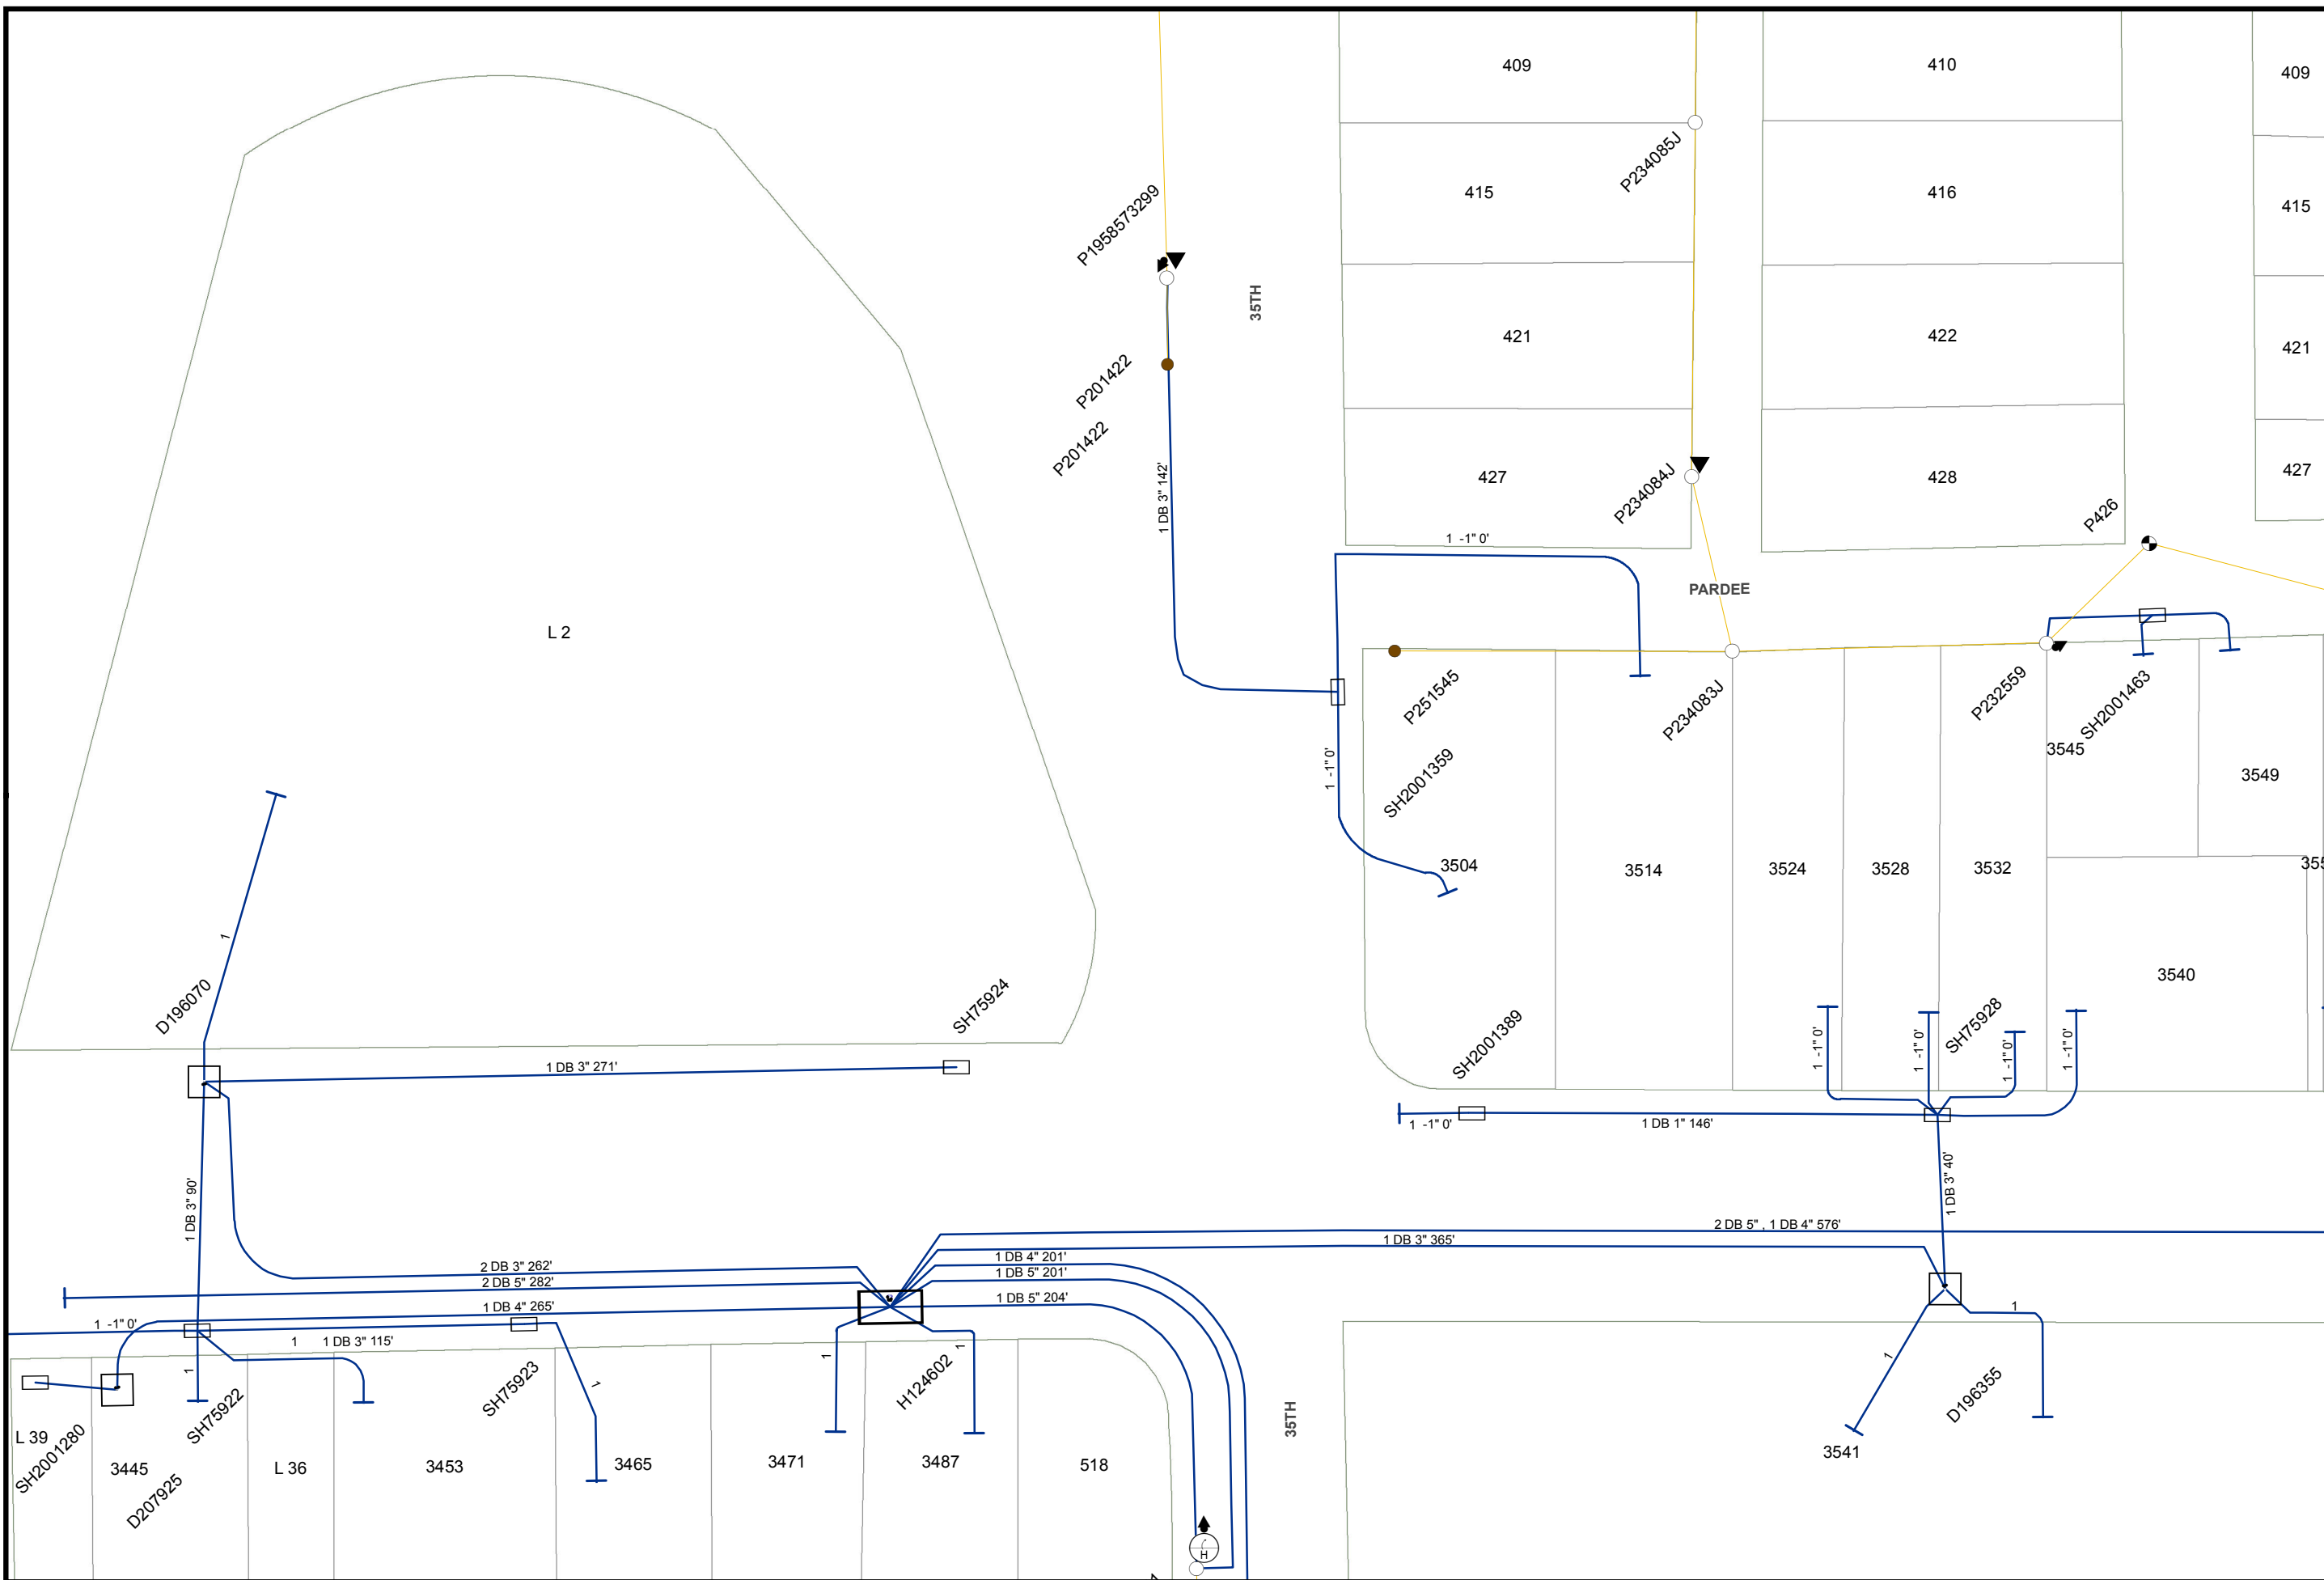 409
410
409
P234085J
415
416
415
P1958573299
35TH
421
422
421
P201422
P201422
427
P234084J
428
427
1 DB 3" 142'
P426
1 -1" 0'
PARDEE
L 2
P251545
P234083J
P232559
SH2001463
3545
3549
1 -1" 0'
SH2001359
3504
3514
3524
3528
3532
1
3540
D196070
SH75924
SH2001389
SH75928
1 -1" 0'
1 -1" 0'
1 -1" 0'
1 -1" 0'
1 DB 3" 271'
1 -1" 0'
1 DB 1" 146'
1 DB 3" 90'
1 DB 3" 40'
2 DB 5" , 1 DB 4" 576'
1 DB 3" 365'
2 DB 3" 262'
1 DB 4" 201'
2 DB 5" 282'
1 DB 5" 201'
1 DB 4" 265'
1 DB 5" 204'
1
1 -1" 0'
1 1 DB 3" 115'
1
1
1
1
1
SH75922
SH75923
H124602
D196355
35TH
L 39
SH2001280
3445
D207925
L 36
3453
3465
3471
3487
518
3541
H